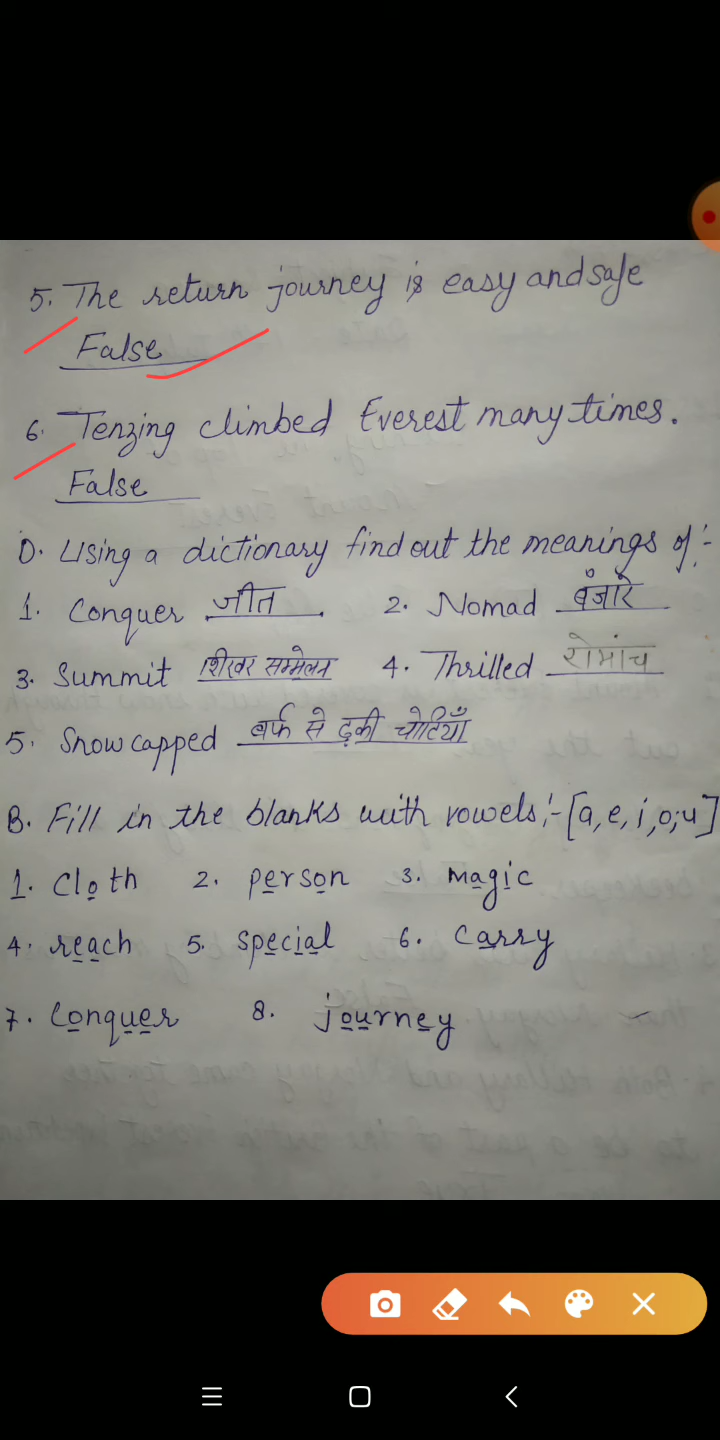 5. The return journey is easy and safe
False
6. Tenzing climbed Everest many times.
False
D. Using a dictionary find out the meanings of :-
1. Conquer जीत . 2. Nomad बंजारे
3. Summit शिखर सम्मेलन 4. Thrilled रोमांच
5. Snow capped बर्फ से ढ़की चोटियाँ
B. Fill in the blanks with vowels :- [a, e, i, o, u]
1. Cloth 2. person 3. magic
4. reach 5. special 6. Carry
7. Conquer 8. journey